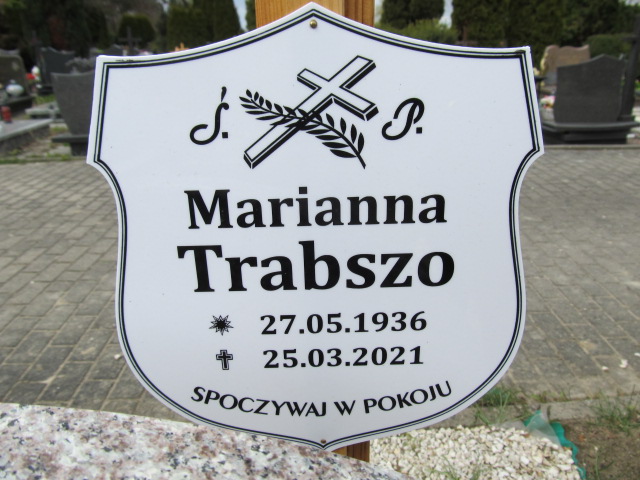 Ś. P.
Marianna
Trabszo
27.05.1936
25.03.2021
SPOCZYWAJ W POKOJU